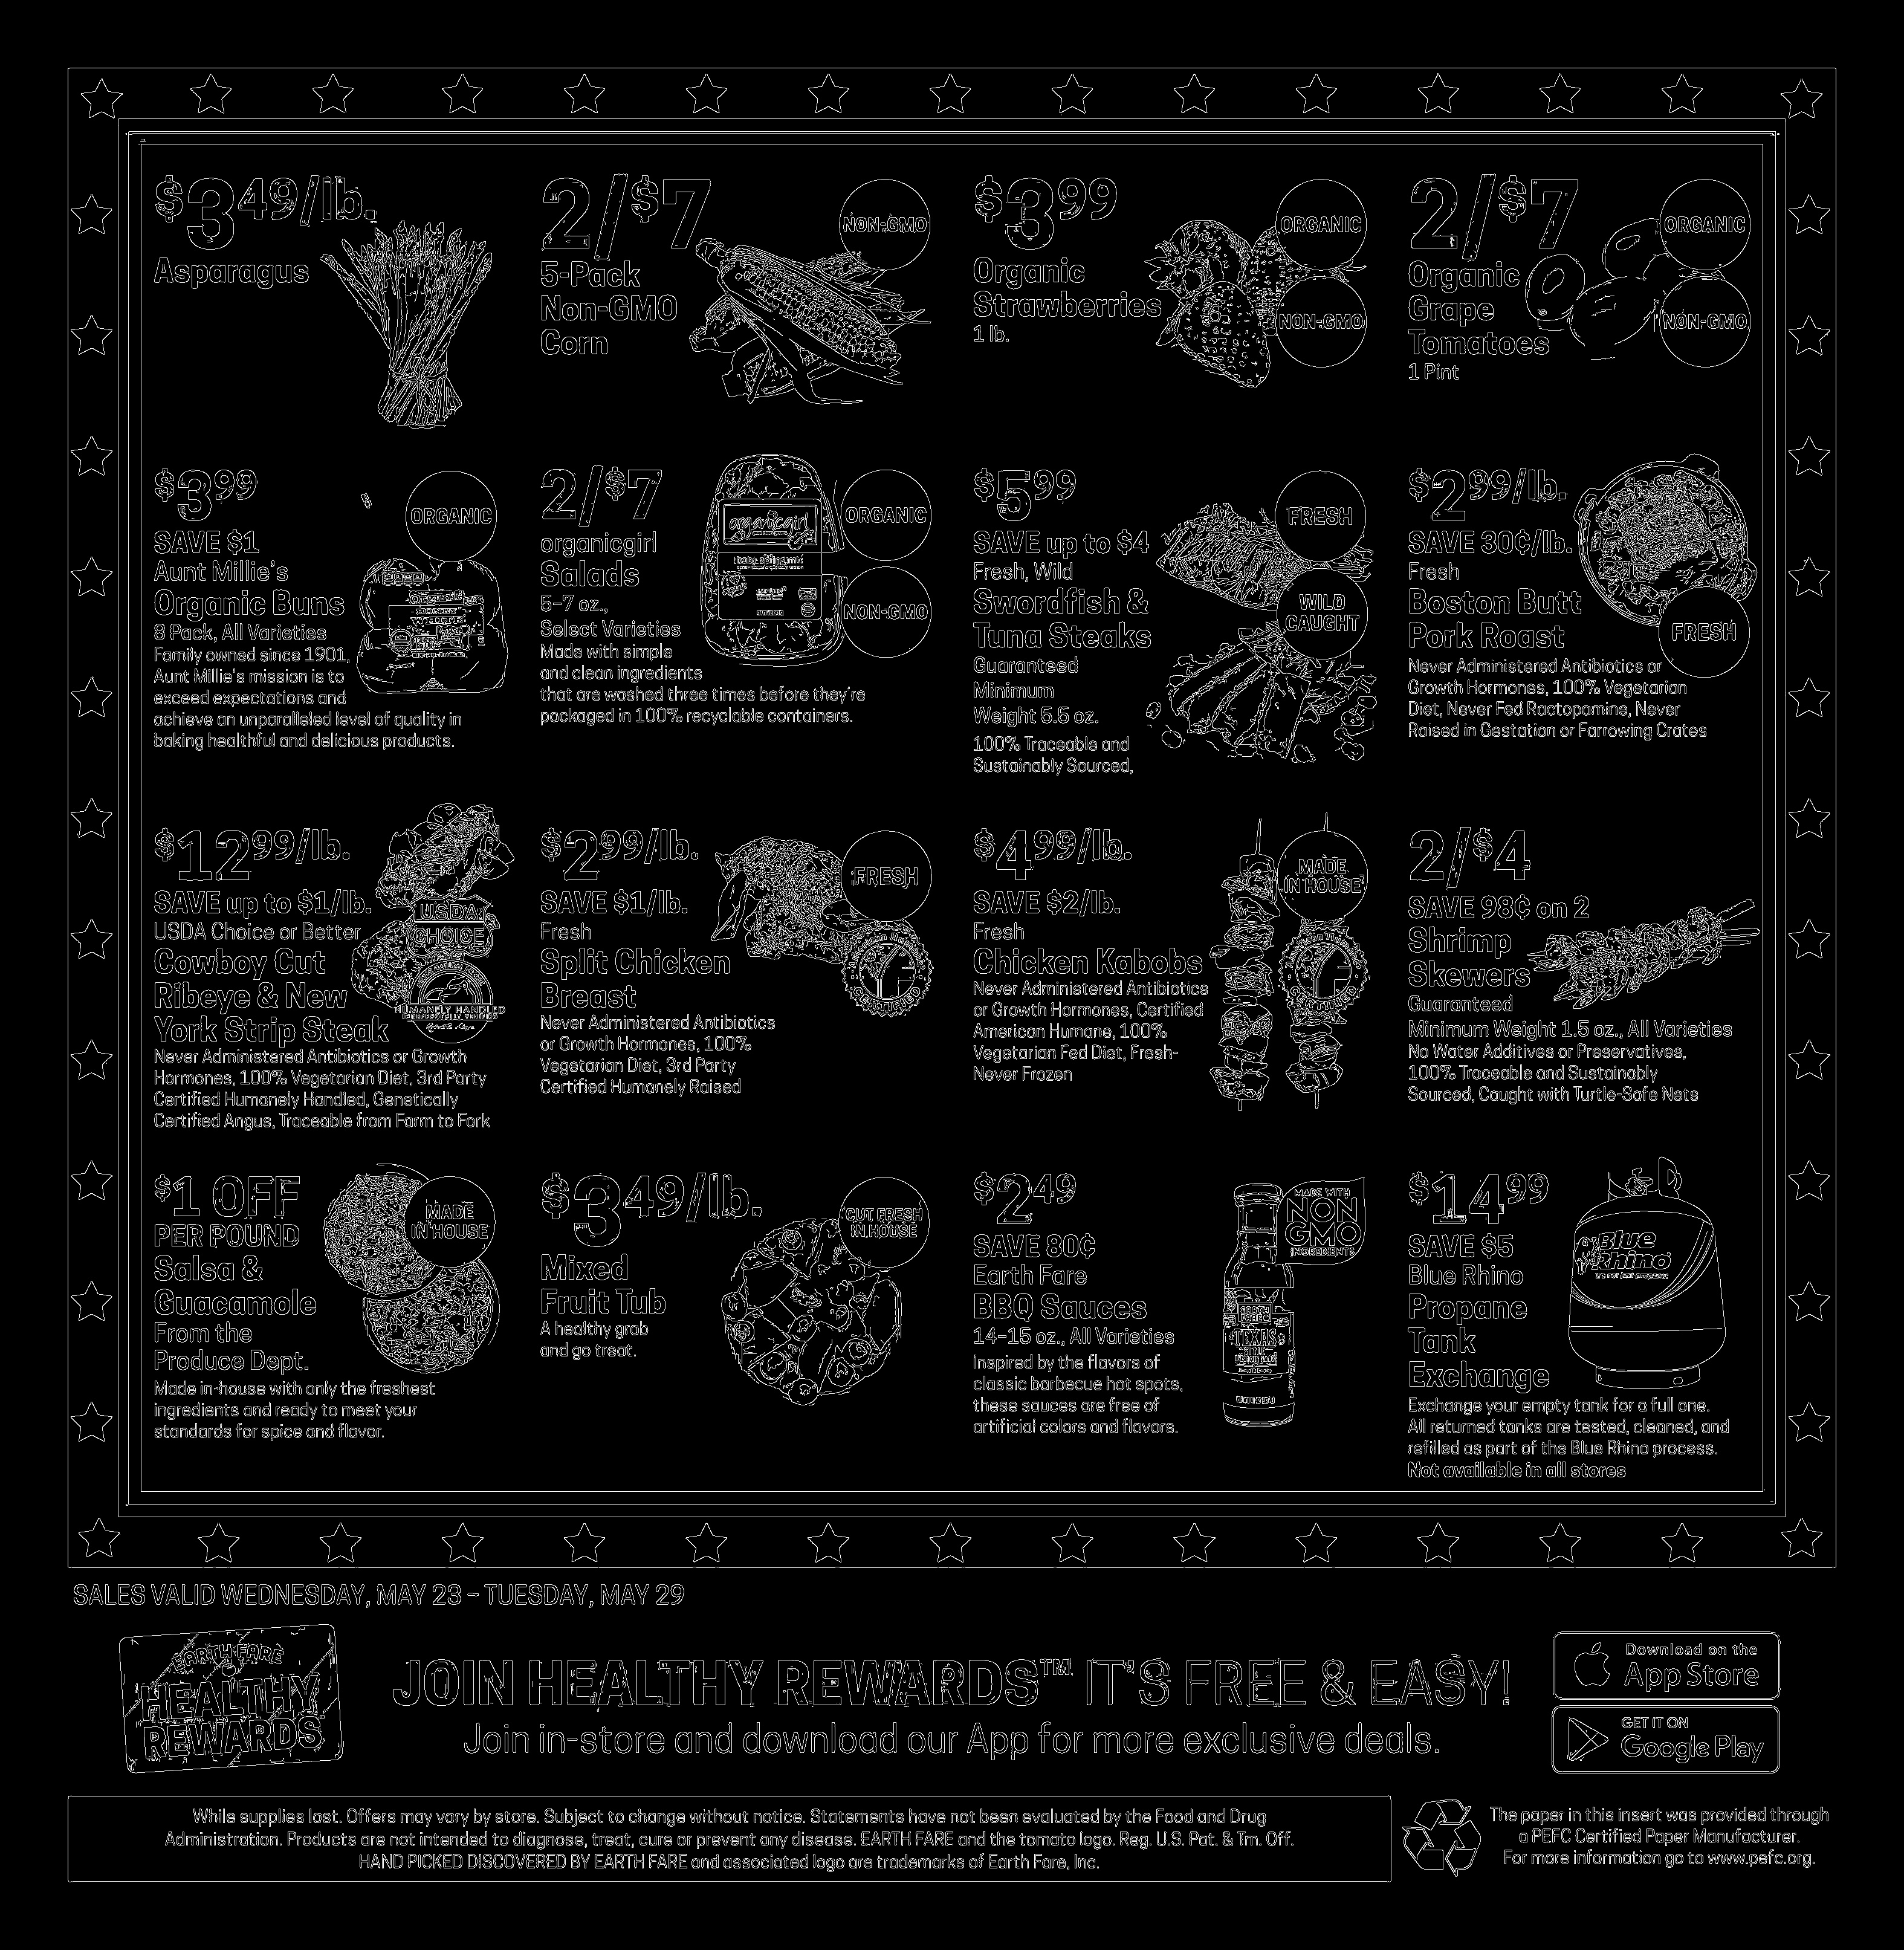 $3 49/lb.
Asparagus
2/$7
5-Pack
Non-GMO
Corn
NON-GMO
$3 99
Organic
Strawberries
1 lb.
ORGANIC
NON-GMO
2/$7
Organic
Grape
Tomatoes
1 Pint
ORGANIC
NON-GMO
$3 99
SAVE $1
Aunt Millie's
Organic Buns
8 Pack, All Varieties
Family owned since 1901,
Aunt Millie's mission is to
exceed expectations and
achieve an unparalleled level of quality in
baking healthful and delicious products.
ORGANIC
2/$7
organicgirl
Salads
5-7 oz.,
Select Varieties
Made with simple
and clean ingredients
that are washed three times before they're
packaged in 100% recyclable containers.
organicgirl
ORGANIC
NON-GMO
$5 99
SAVE up to $4
Fresh, Wild
Swordfish &
Tuna Steaks
Guaranteed
Minimum
Weight 5.5 oz.
100% Traceable and
Sustainably Sourced,
FRESH
WILD
CAUGHT
$2 99/lb.
SAVE 30¢/lb.
Fresh
Boston Butt
Pork Roast
Never Administered Antibiotics or
Growth Hormones, 100% Vegetarian
Diet, Never Fed Ractopamine, Never
Raised in Gestation or Farrowing Crates
FRESH
$12 99/lb.
SAVE up to $1/lb.
USDA Choice or Better
Cowboy Cut
Ribeye & New
York Strip Steak
Never Administered Antibiotics or Growth
Hormones, 100% Vegetarian Diet, 3rd Party
Certified Humanely Handled, Genetically
Certified Angus, Traceable from Farm to Fork
USDA
CHOICE
HUMANELY HANDLED
$2 99/lb.
SAVE $1/lb.
Fresh
Split Chicken
Breast
Never Administered Antibiotics
or Growth Hormones, 100%
Vegetarian Diet, 3rd Party
Certified Humanely Raised
FRESH
CERTIFIED
$4 99/lb.
SAVE $2/lb.
Fresh
Chicken Kabobs
Never Administered Antibiotics
or Growth Hormones, Certified
American Humane, 100%
Vegetarian Fed Diet, Fresh-
Never Frozen
MADE
IN HOUSE
CERTIFIED
2/$4
SAVE 98¢ on 2
Shrimp
Skewers
Guaranteed
Minimum Weight 1.5 oz., All Varieties
No Water Additives or Preservatives,
100% Traceable and Sustainably
Sourced, Caught with Turtle-Safe Nets
$1 OFF
PER POUND
Salsa &
Guacamole
From the
Produce Dept.
Made in-house with only the freshest
ingredients and ready to meet your
standards for spice and flavor.
MADE
IN HOUSE
$3 49/lb.
Mixed
Fruit Tub
A healthy grab
and go treat.
CUT FRESH
IN HOUSE
$2 49
SAVE 80¢
Earth Fare
BBQ Sauces
14-15 oz., All Varieties
Inspired by the flavors of
classic barbecue hot spots,
these sauces are free of
artificial colors and flavors.
EARTH
FARE
TEXAS
MADE WITH
NON
GMO
INGREDIENTS
$14 99
SAVE $5
Blue Rhino
Propane
Tank
Exchange
Exchange your empty tank for a full one.
All returned tanks are tested, cleaned, and
refilled as part of the Blue Rhino process.
Not available in all stores
Blue
Rhino
SALES VALID WEDNESDAY, MAY 23 – TUESDAY, MAY 29
EARTH FARE
HEALTHY
REWARDS
JOIN HEALTHY REWARDS™ IT'S FREE & EASY!
Join in-store and download our App for more exclusive deals.
Download on the
App Store
GET IT ON
Google Play
While supplies last. Offers may vary by store. Subject to change without notice. Statements have not been evaluated by the Food and Drug
Administration. Products are not intended to diagnose, treat, cure or prevent any disease. EARTH FARE and the tomato logo. Reg. U.S. Pat. & Tm. Off.
HAND PICKED DISCOVERED BY EARTH FARE and associated logo are trademarks of Earth Fare, Inc.
The paper in this insert was provided through
a PEFC Certified Paper Manufacturer.
For more information go to www.pefc.org.